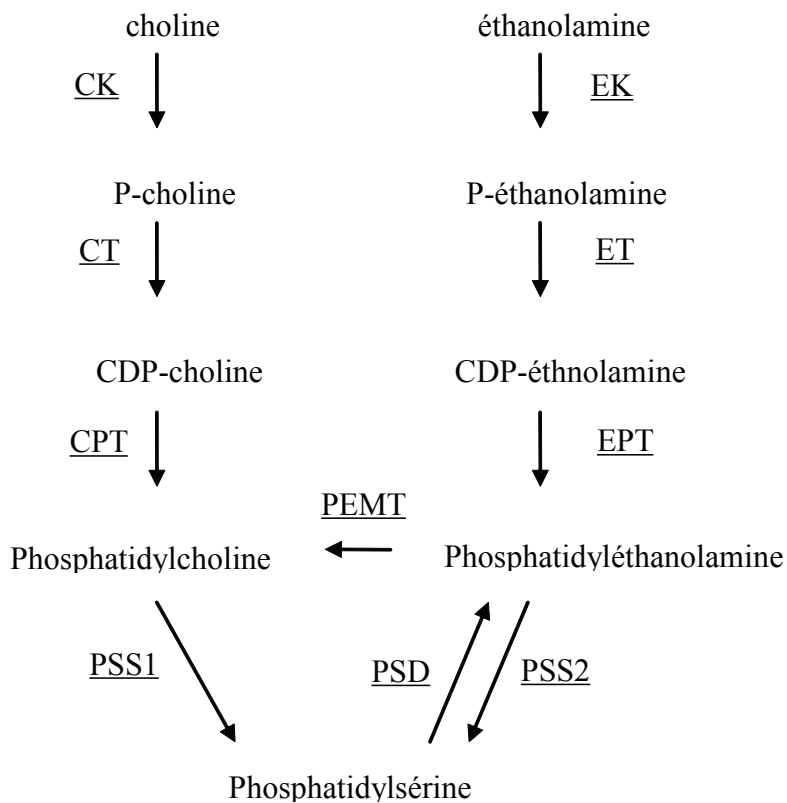 choline éthanolamine
CK EK
P-choline P-éthanolamine
CT ET
CDP-choline CDP-éthnolamine
CPT EPT
PEMT
Phosphatidylcholine Phosphatidyléthanolamine
PSS1 PSD PSS2
Phosphatidylsérine